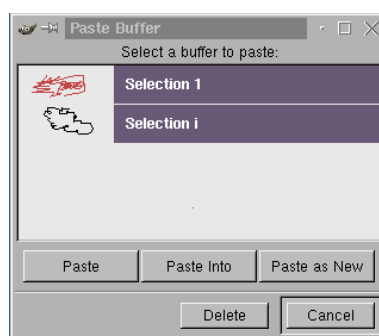 Paste Buffer
Select a buffer to paste:
Selection 1
Selection i
Paste Paste Into Paste as New
Delete Cancel